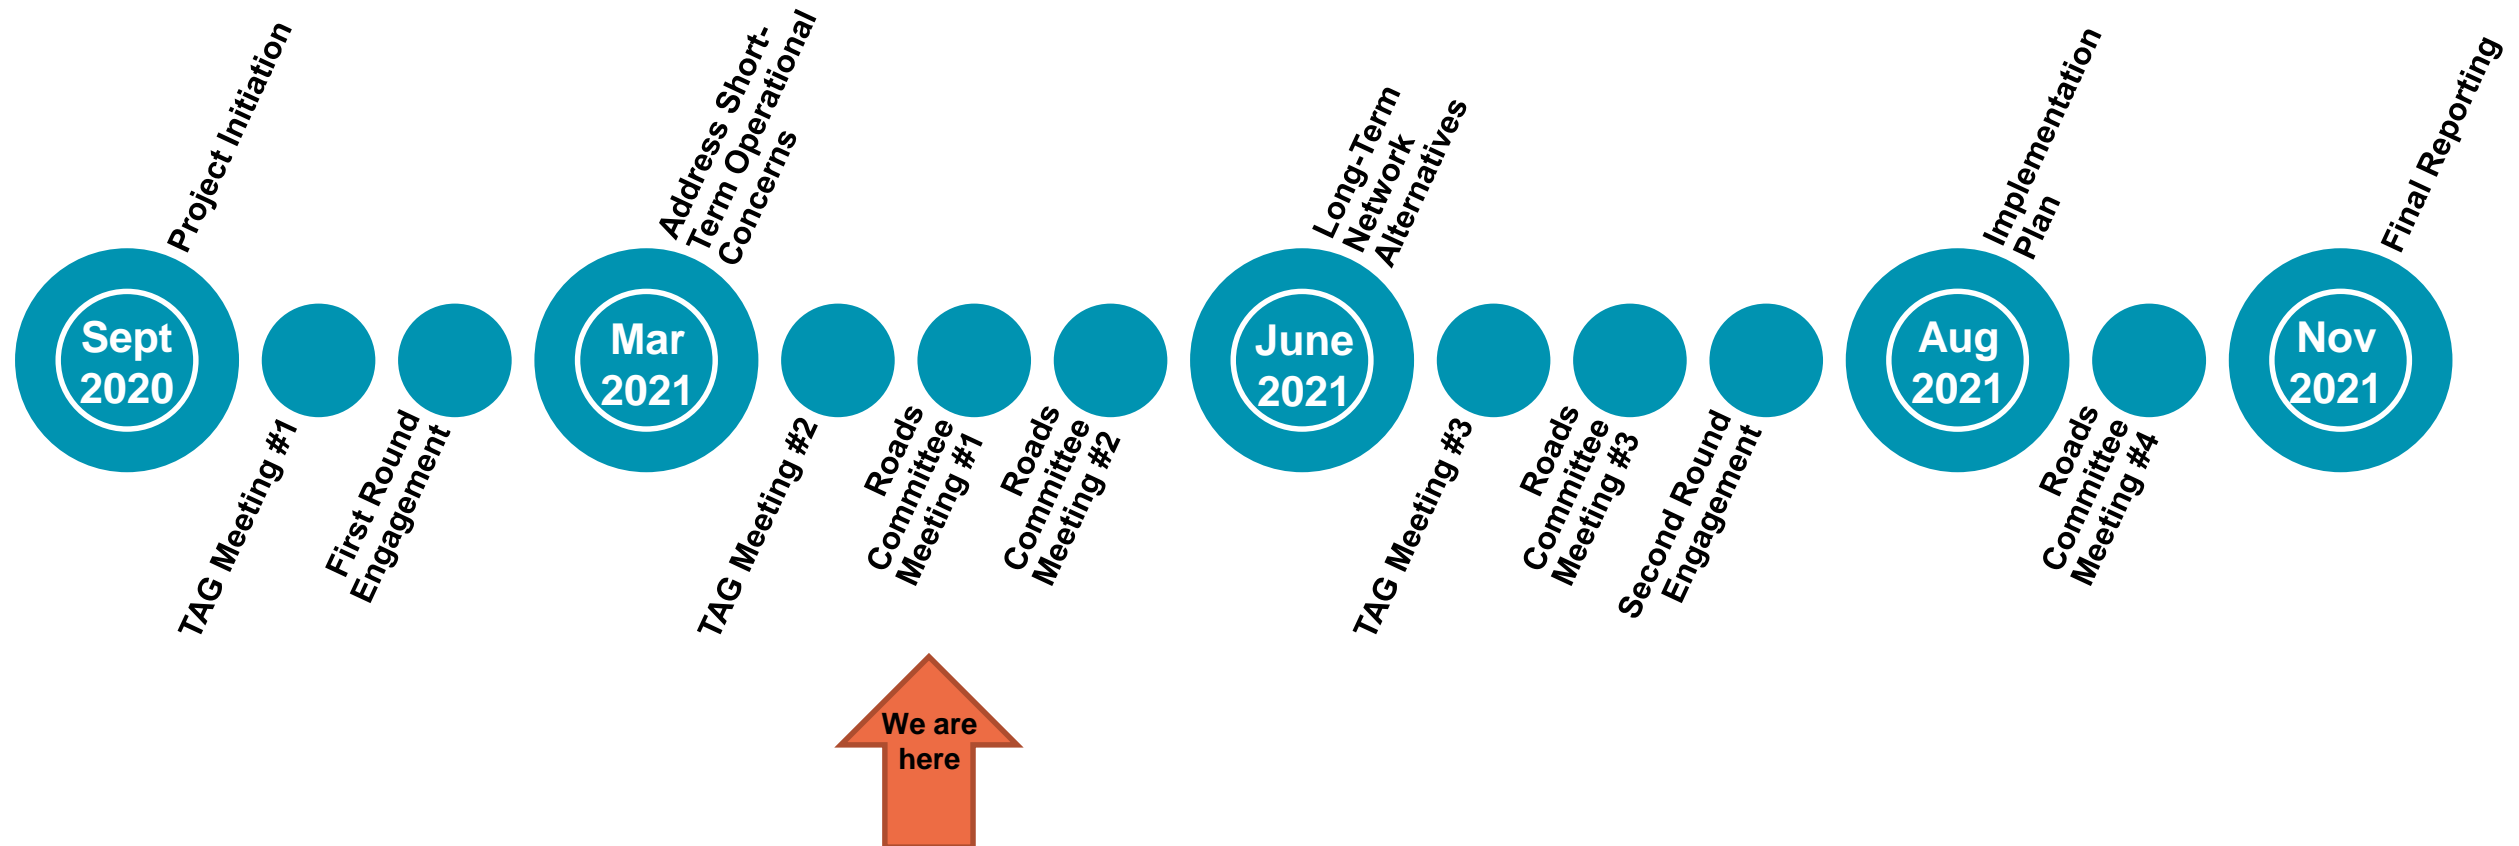 Project Initiation
Address Short-
Term Operational
Concerns
Long-Term
Network
Alternatives
Implementation
Plan
Final Reporting
Sept
2020
Mar
2021
June
2021
Aug
2021
Nov
2021
TAG Meeting #1
First Round
Engagement
TAG Meeting #2
Roads
Committee
Meeting #1
Roads
Committee
Meeting #2
TAG Meeting #3
Roads
Committee
Meeting #3
Second Round
Engagement
Roads
Committee
Meeting #4
We are
here